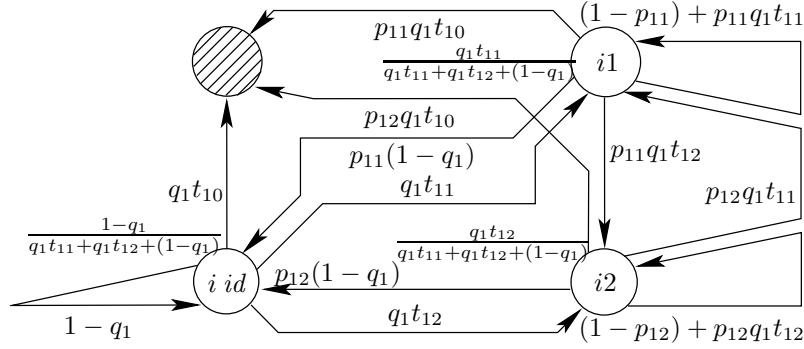 (1 − p₁₁) + p₁₁q₁t₁₁
p₁₁q₁t₁₀
q₁t₁₁
q₁t₁₁+q₁t₁₂+(1−q₁)
i1
p₁₂q₁t₁₀
p₁₁(1 − q₁)
p₁₁q₁t₁₂
q₁t₁₀
q₁t₁₁
p₁₂q₁t₁₁
1−q₁
q₁t₁₁+q₁t₁₂+(1−q₁)
q₁t₁₂
q₁t₁₁+q₁t₁₂+(1−q₁)
i id
p₁₂(1 − q₁)
i2
1 − q₁
q₁t₁₂
(1 − p₁₂) + p₁₂q₁t₁₂